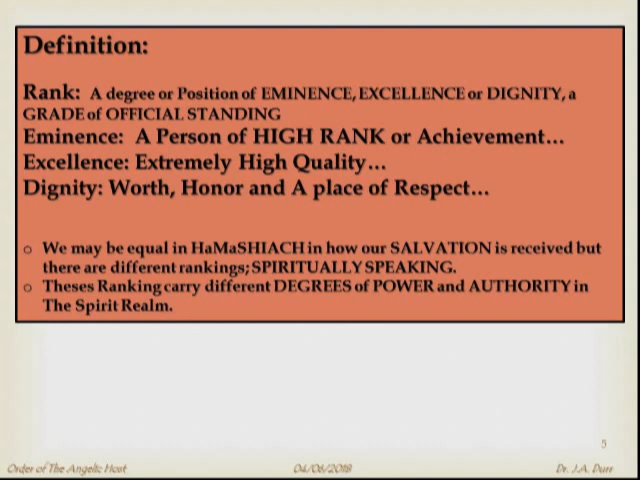 Definition:
Rank: A degree or Position of EMINENCE, EXCELLENCE or DIGNITY, a
GRADE of OFFICIAL STANDING
Eminence: A Person of HIGH RANK or Achievement…
Excellence: Extremely High Quality…
Dignity: Worth, Honor and A place of Respect…
o We may be equal in HaMaSHIACH in how our SALVATION is received but
there are different rankings; SPIRITUALLY SPEAKING.
o Theses Ranking carry different DEGREES of POWER and AUTHORITY in
The Spirit Realm.
5
Order of The Angelic Host 04/06/2018 Dr. J.A. Durr